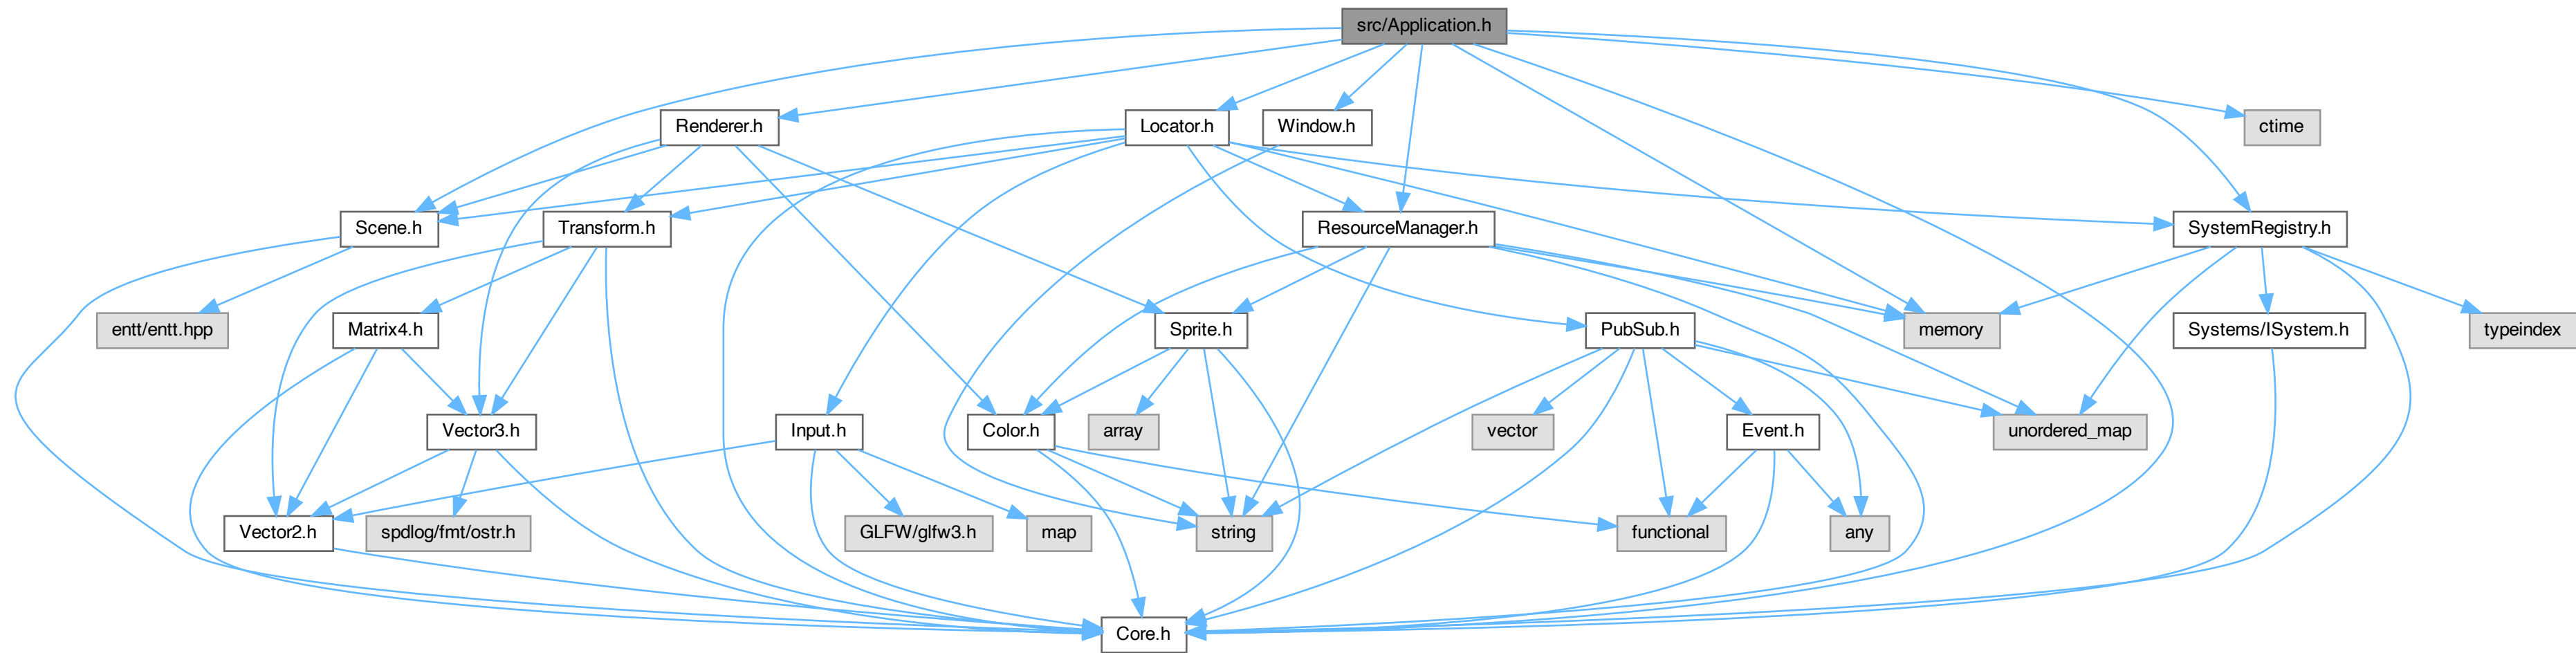 src/Application.h
Renderer.h
Locator.h
Window.h
ctime
Scene.h
Transform.h
ResourceManager.h
SystemRegistry.h
entt/entt.hpp
Matrix4.h
Sprite.h
PubSub.h
memory
Systems/ISystem.h
typeindex
Vector3.h
Input.h
Color.h
array
vector
Event.h
unordered_map
Vector2.h
spdlog/fmt/ostr.h
GLFW/glfw3.h
map
string
functional
any
Core.h